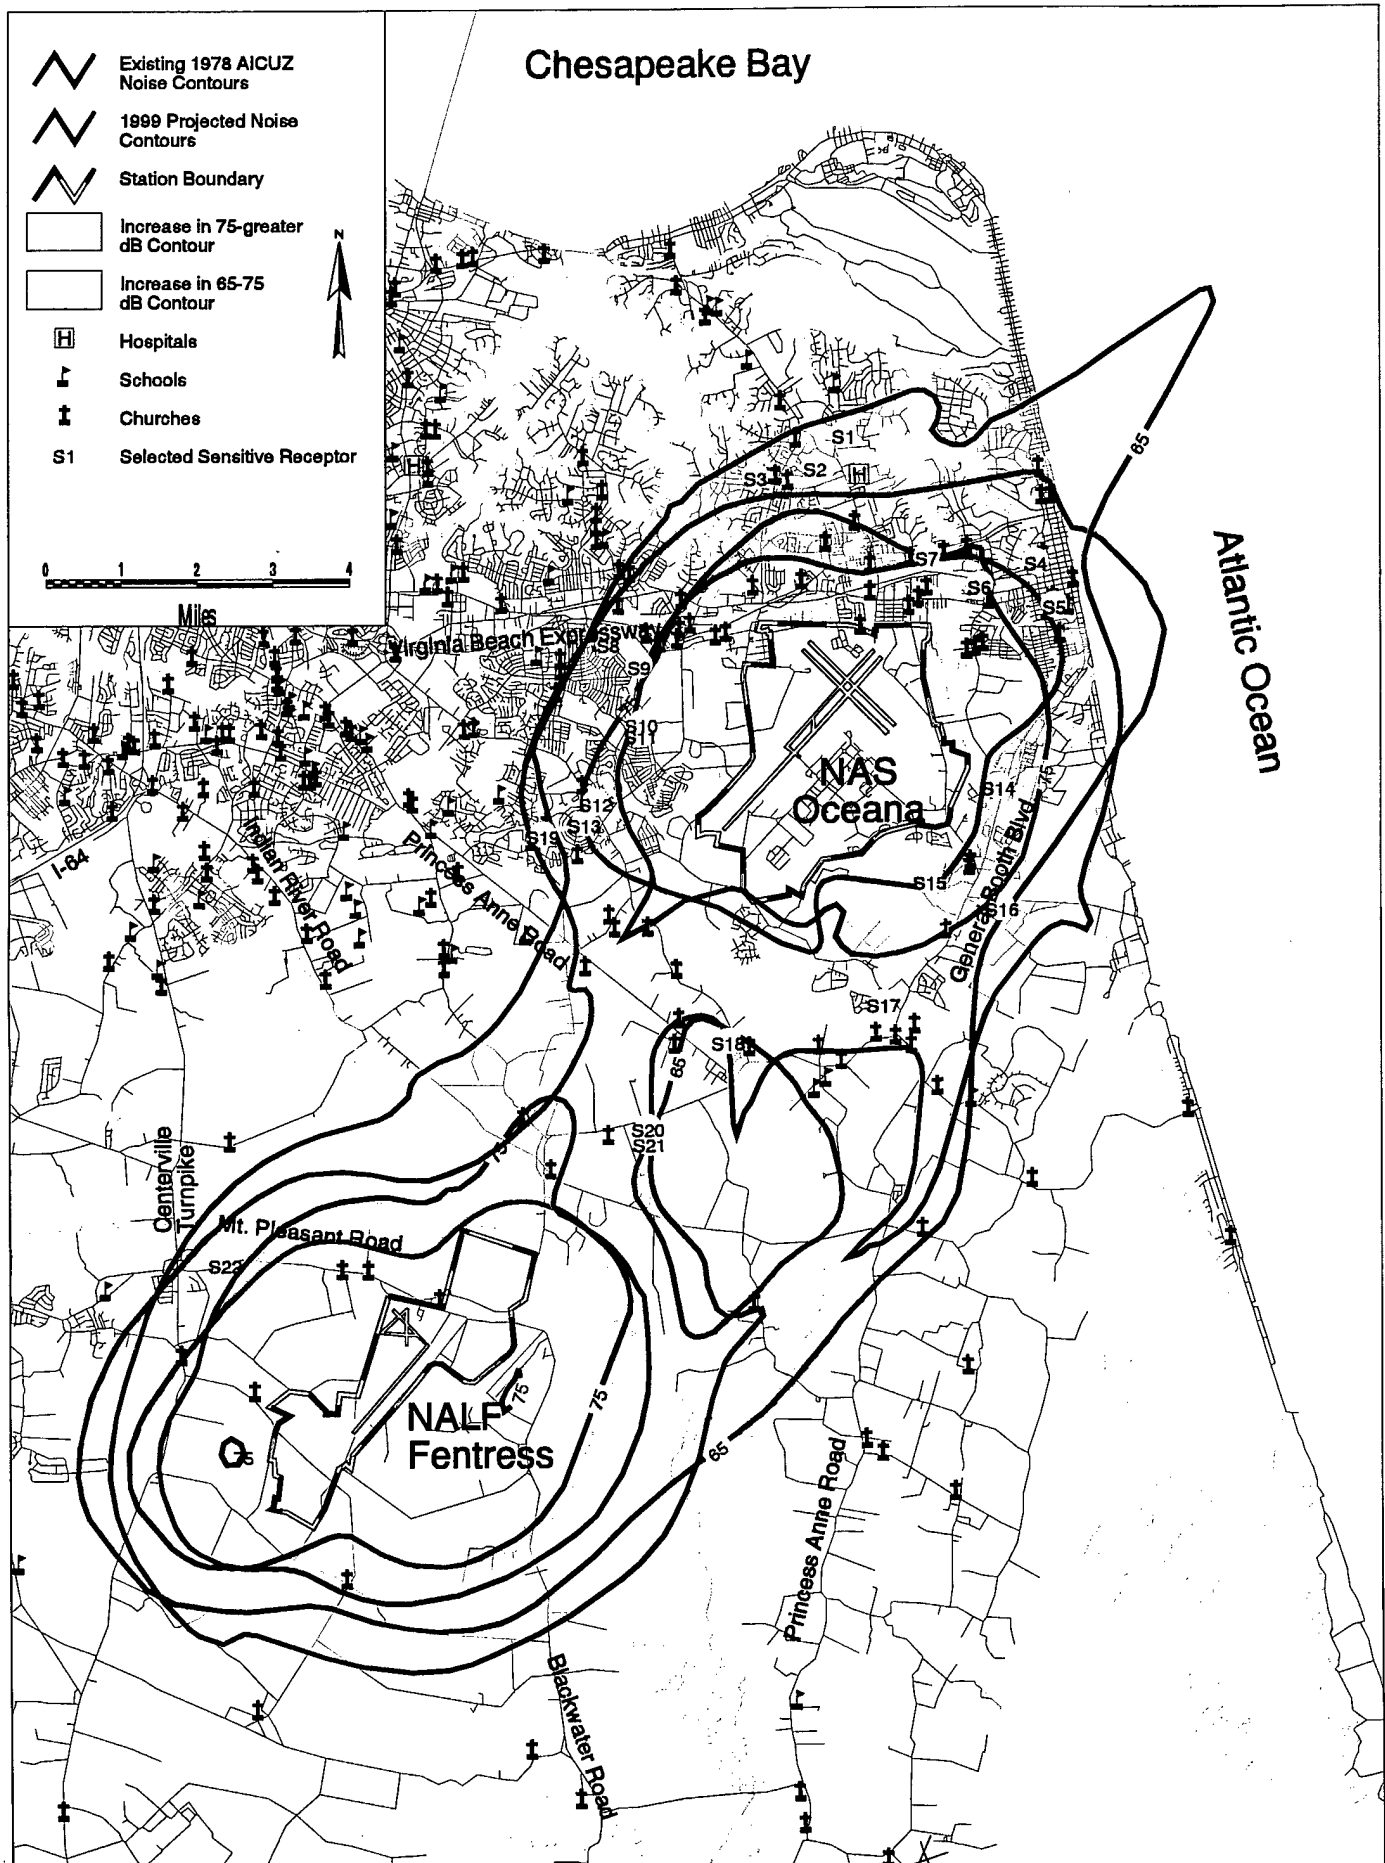 Existing 1978 AICUZ
Noise Contours
1999 Projected Noise
Contours
Station Boundary
Increase in 75-greater
dB Contour
Increase in 65-75
dB Contour
N
H Hospitals
Schools
Churches
S1 Selected Sensitive Receptor
0 1 2 3 4
Miles
Chesapeake Bay
65
Atlantic Ocean
S1
S2
S3
H
H
S4
S5
S6
S7
Virginia Beach Expressway
S8
S9
S10
S11
NAS
Oceana
75
S12
S13
S14
S15
S16
General Booth Blvd
S17
S18
S19
I-64
Indian River Road
Princess Anne Road
65
S20
S21
75
Centerville
Turnpike
Mt. Pleasant Road
S22
NALF
Fentress
75
75
75
65
Princess Anne Road
Blackwater Road